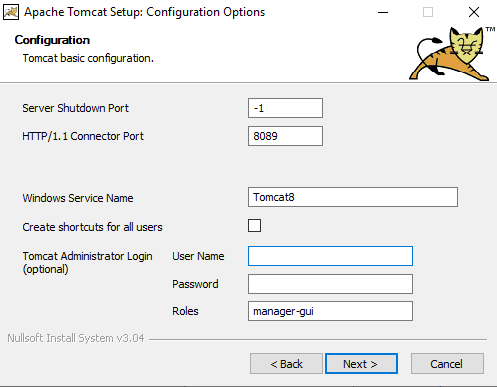 Apache Tomcat Setup: Configuration Options
Configuration
Tomcat basic configuration.
TM
Server Shutdown Port -1
HTTP/1.1 Connector Port 8089
Windows Service Name Tomcat8
Create shortcuts for all users
Tomcat Administrator Login User Name
(optional)
Password
Roles manager-gui
Nullsoft Install System v3.04
< Back Next > Cancel